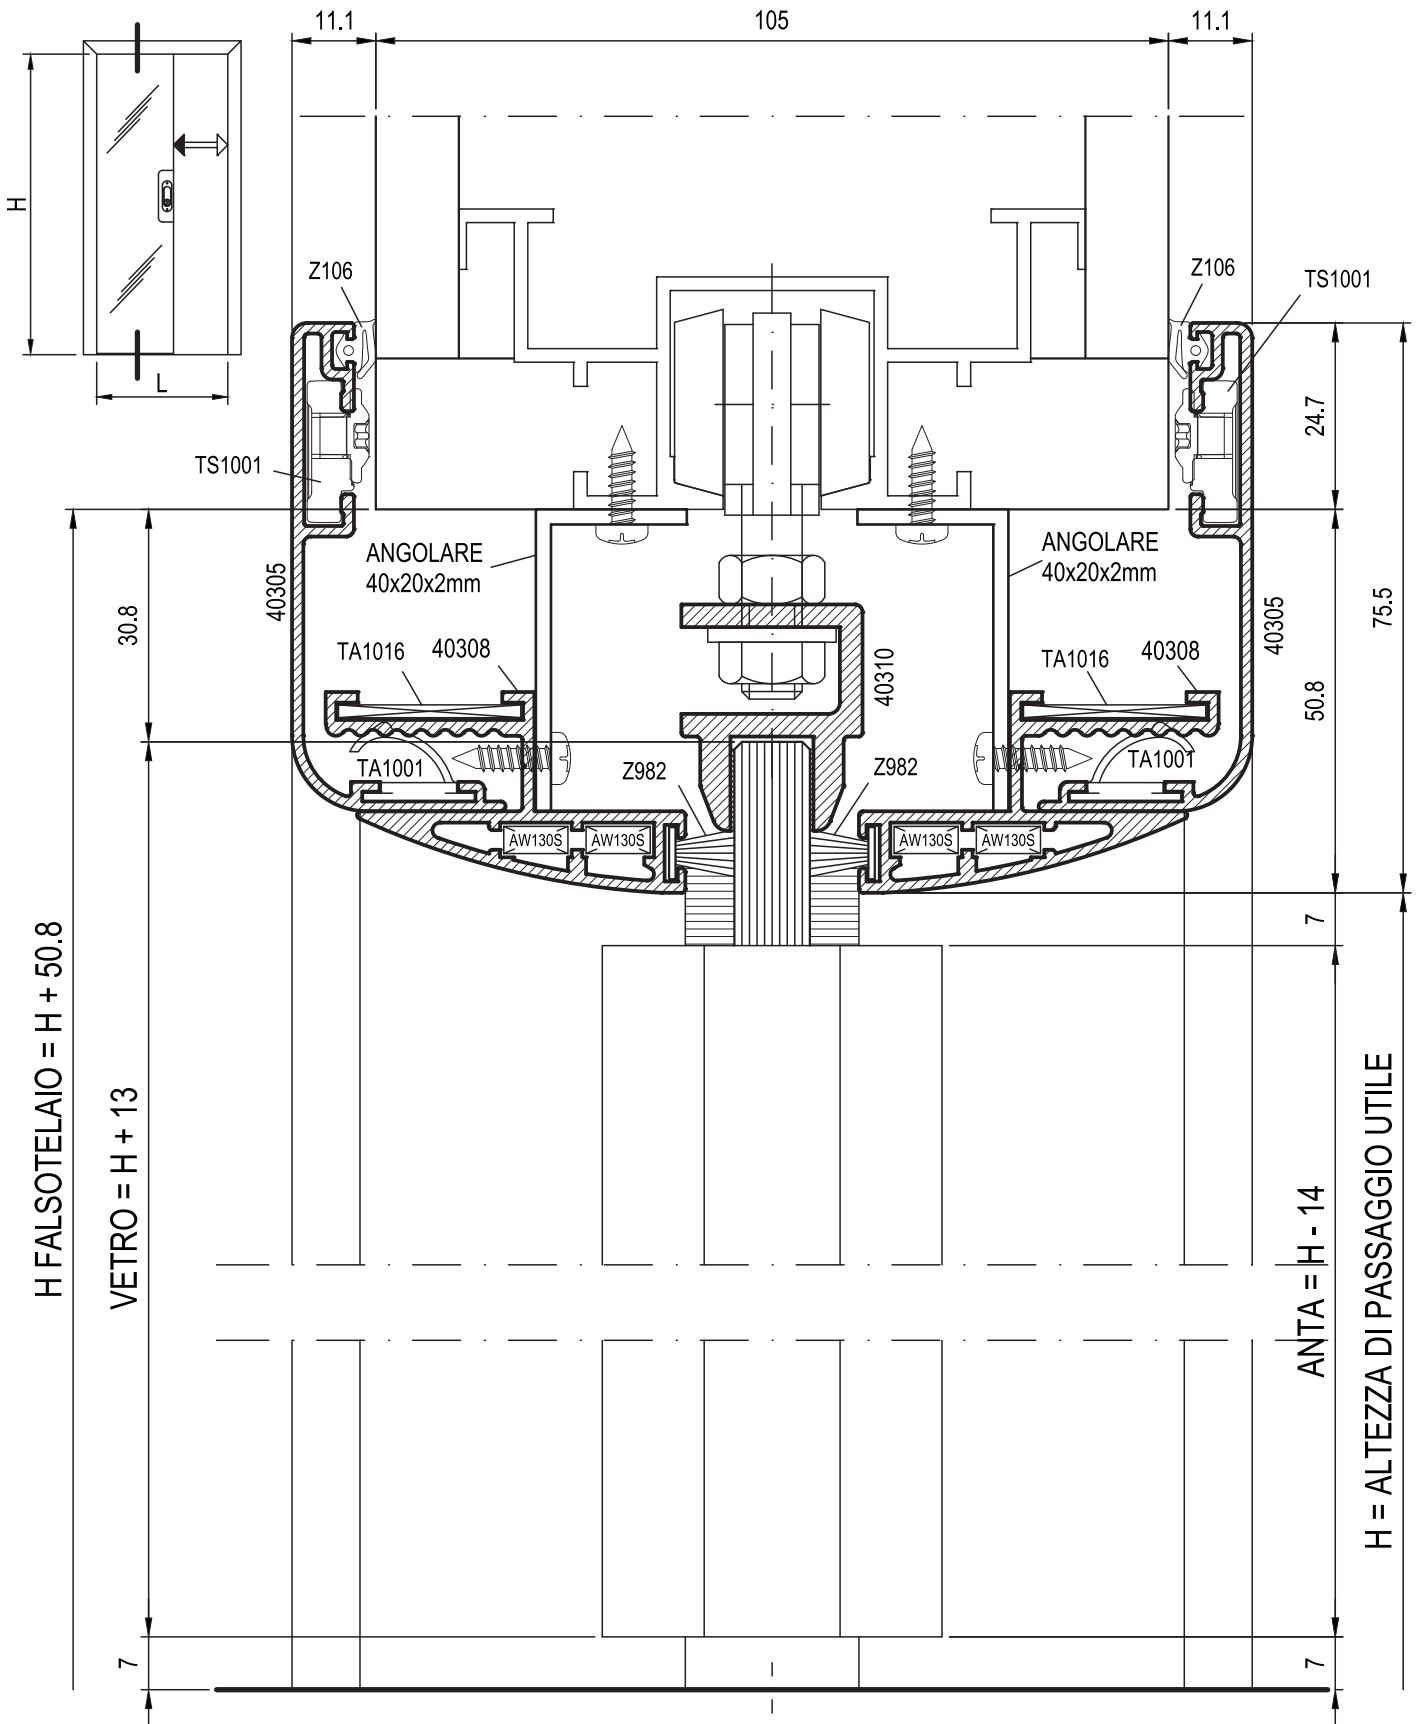 11.1
105
11.1
H
L
Z106
Z106
TS1001
TS1001
24.7
75.5
ANGOLARE
40x20x2mm
ANGOLARE
40x20x2mm
40305
40305
30.8
50.8
TA1016
40308
40310
TA1016
40308
TA1001
Z982
Z982
TA1001
AW130S
AW130S
AW130S
AW130S
7
H FALSOTELAIO = H + 50.8
VETRO = H + 13
ANTA = H - 14
H = ALTEZZA DI PASSAGGIO UTILE
7
7